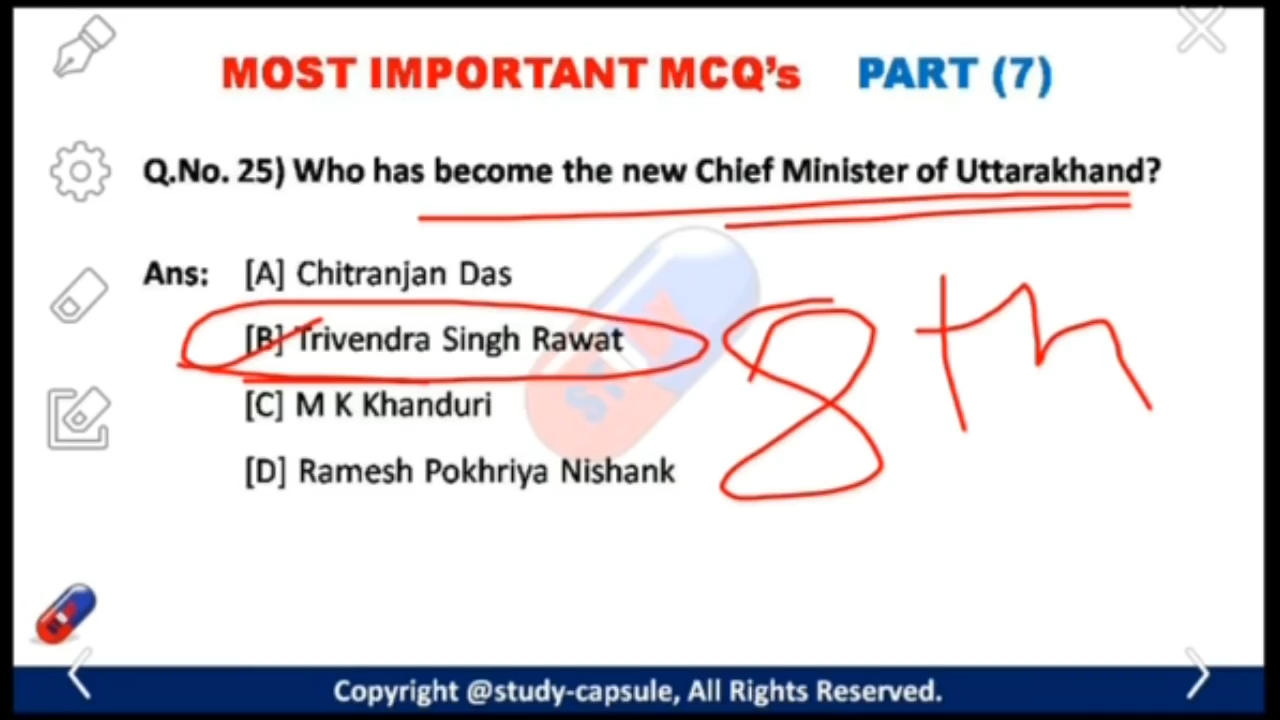 MOST IMPORTANT MCQ's PART (7)
Q.No. 25) Who has become the new Chief Minister of Uttarakhand?
Ans: [A] Chitranjan Das
[B] Trivendra Singh Rawat
8th
[C] M K Khanduri
[D] Ramesh Pokhriya Nishank
Copyright @study-capsule, All Rights Reserved.